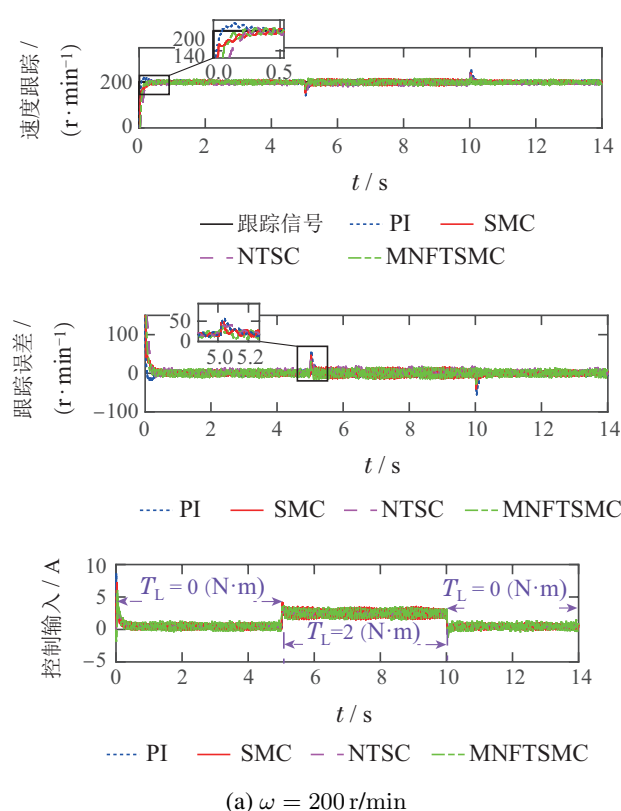 速度跟踪 /
(r·min⁻¹)
200
140
0.0
0.5
200
0
0 2 4 6 8 10 12 14
t / s
跟踪信号 PI SMC
NTSC MNFTSMC
跟踪误差 /
(r·min⁻¹)
50
0
5.0 5.2
100
0
−100
0 2 4 6 8 10 12 14
t / s
PI SMC NTSC MNFTSMC
控制输入 / A
10
5
0
−5
T_L = 0 (N·m)
T_L = 0 (N·m)
T_L=2 (N·m)
0 2 4 6 8 10 12 14
t / s
PI SMC NTSC MNFTSMC
(a) ω = 200 r/min